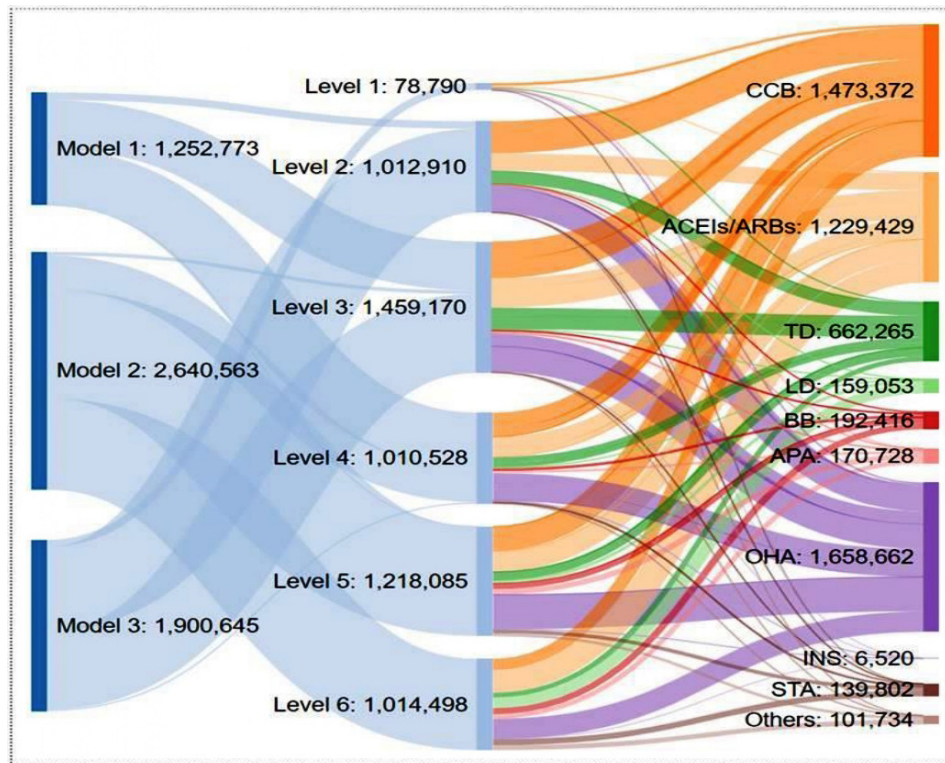 Model 1: 1,252,773
Model 2: 2,640,563
Model 3: 1,900,645
Level 1: 78,790
Level 2: 1,012,910
Level 3: 1,459,170
Level 4: 1,010,528
Level 5: 1,218,085
Level 6: 1,014,498
CCB: 1,473,372
ACEIs/ARBs: 1,229,429
TD: 662,265
LD: 159,053
BB: 192,416
APA: 170,728
OHA: 1,658,662
INS: 6,520
STA: 139,802
Others: 101,734